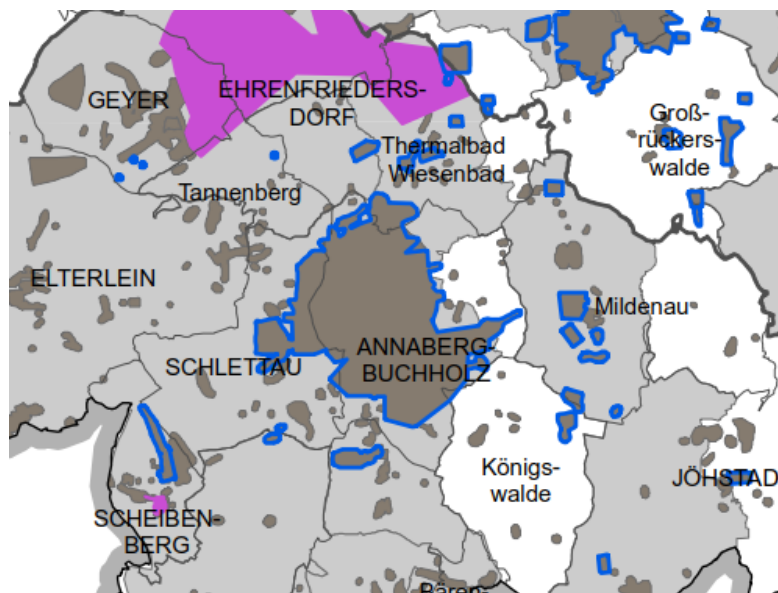 GEYER
EHRENFRIEDERS-
DORF
Groß-
rückers-
walde
Thermalbad
Wiesenbad
Tannenberg
ELTERLEIN
Mildenau
SCHLETTAU
ANNABERG-
BUCHHOLZ
Königs-
walde
JÖHSTAD
SCHEIBEN-
BERG
Bären-